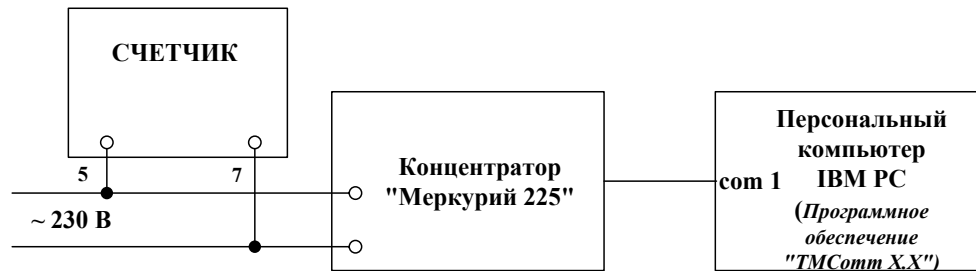 СЧЕТЧИК
5
7
~ 230 В
Концентратор
"Меркурий 225"
com 1
Персональный
компьютер
IBM PC
(Программное
обеспечение
"TMComm X.X")